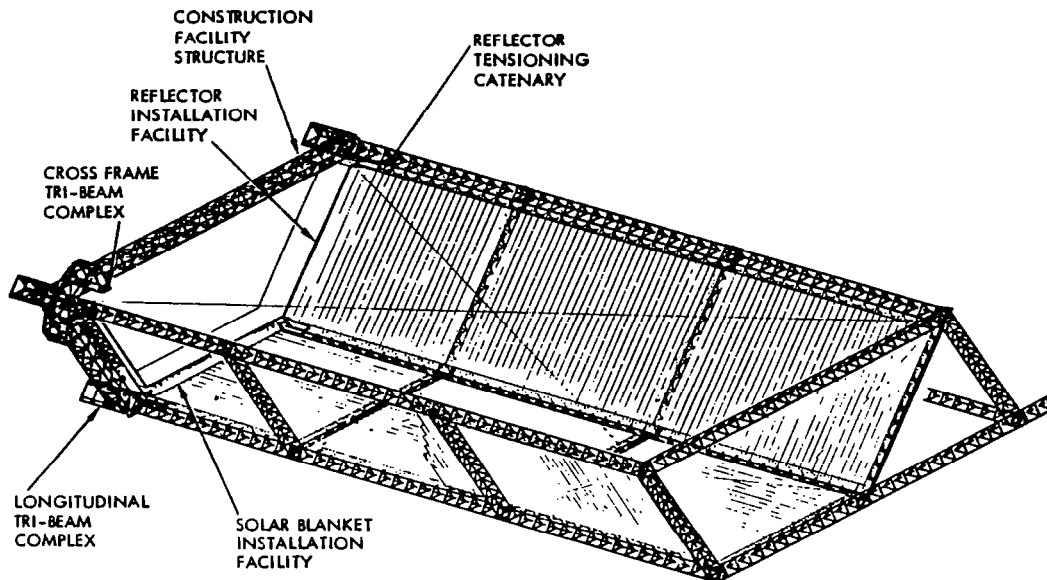 CONSTRUCTION
FACILITY
STRUCTURE
REFLECTOR
TENSIONING
CATENARY
REFLECTOR
INSTALLATION
FACILITY
CROSS FRAME
TRI-BEAM
COMPLEX
LONGITUDINAL
TRI-BEAM
COMPLEX
SOLAR BLANKET
INSTALLATION
FACILITY